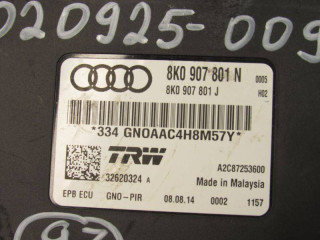 020925-009
8K0 907 801 N 0005
8K0 907 801 J H02
*334 GNOAAC4H8M57Y*
TRW
A2C87253600
32620324 A
Made in Malaysia
EPB ECU GNO-PIR 08.08.14 0002 1157